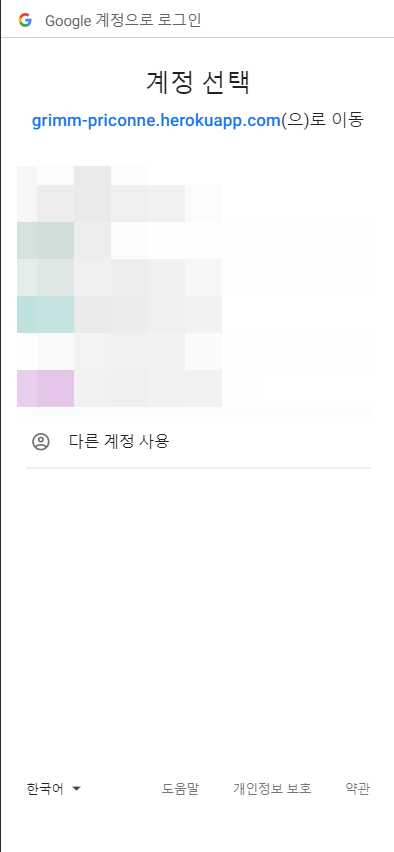 Google 계정으로 로그인
계정 선택
grimm-priconne.herokuapp.com(으)로 이동
다른 계정 사용
한국어 도움말 개인정보 보호 약관